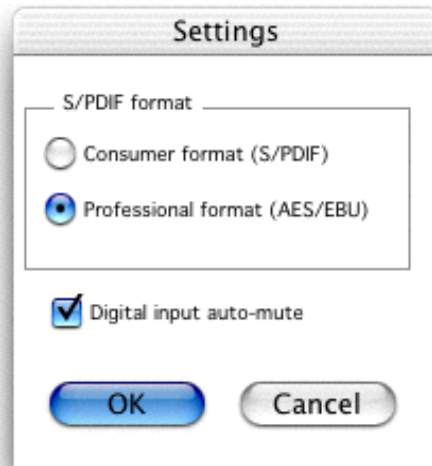 Settings
S/PDIF format
Consumer format (S/PDIF)
Professional format (AES/EBU)
Digital input auto-mute
OK
Cancel